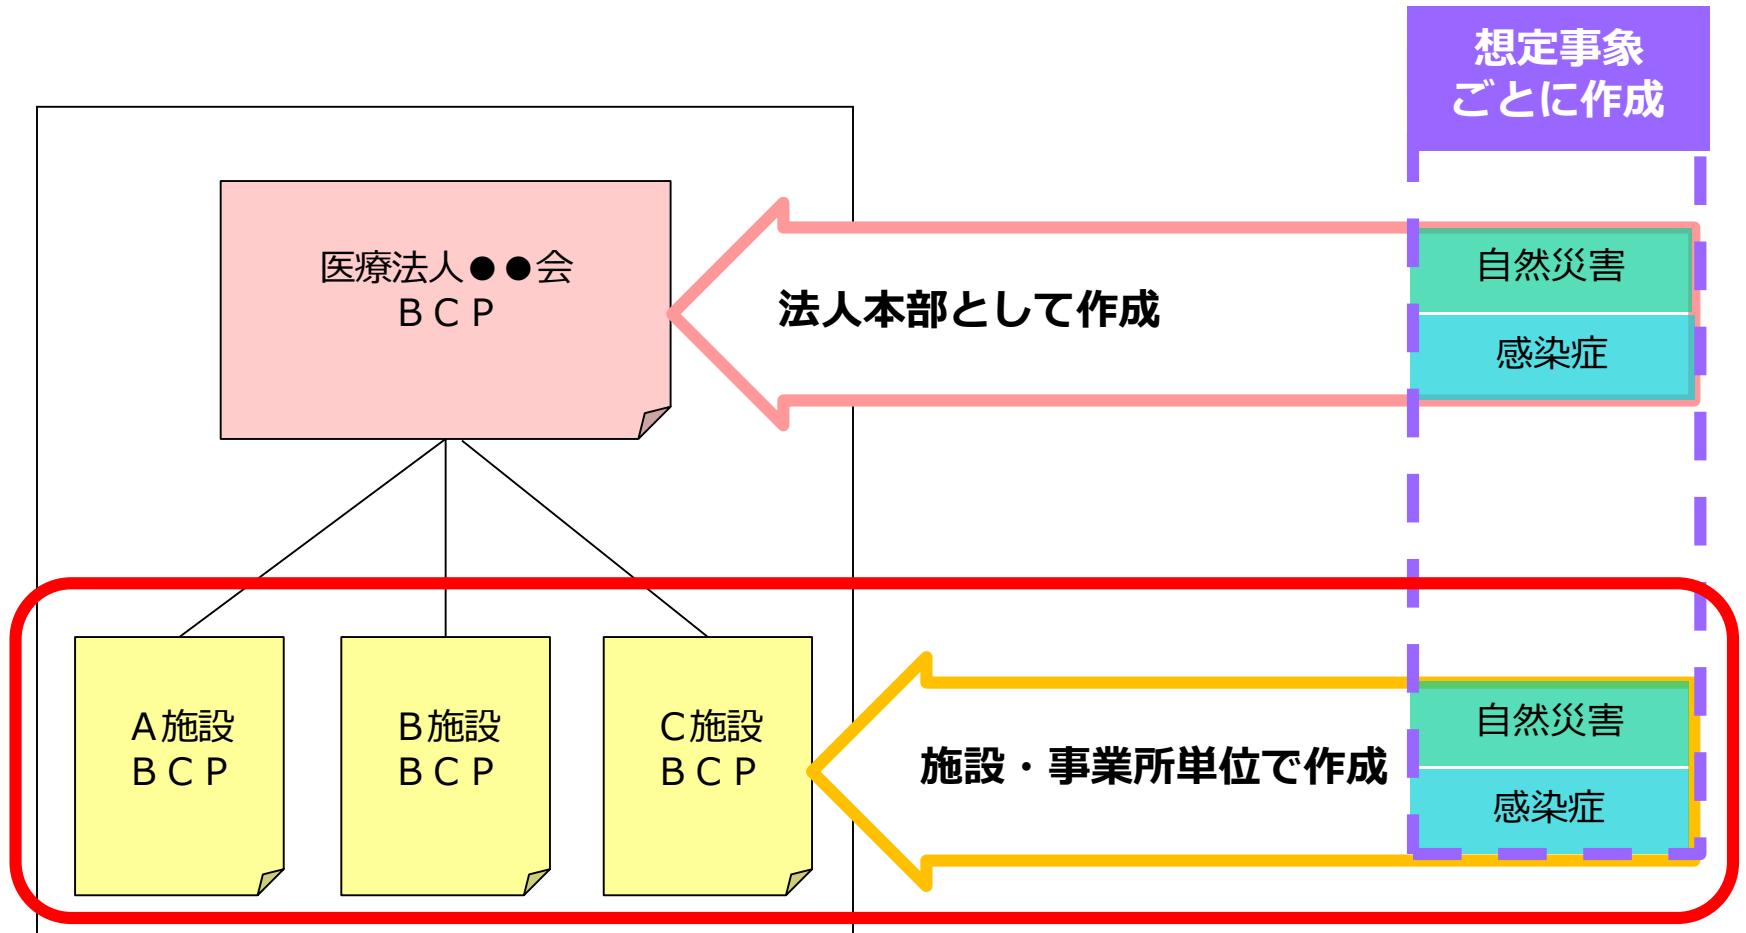 想定事象
ごとに作成
医療法人●●会
ＢＣＰ
法人本部として作成
自然災害
感染症
Ａ施設
ＢＣＰ
Ｂ施設
ＢＣＰ
Ｃ施設
ＢＣＰ
施設・事業所単位で作成
自然災害
感染症